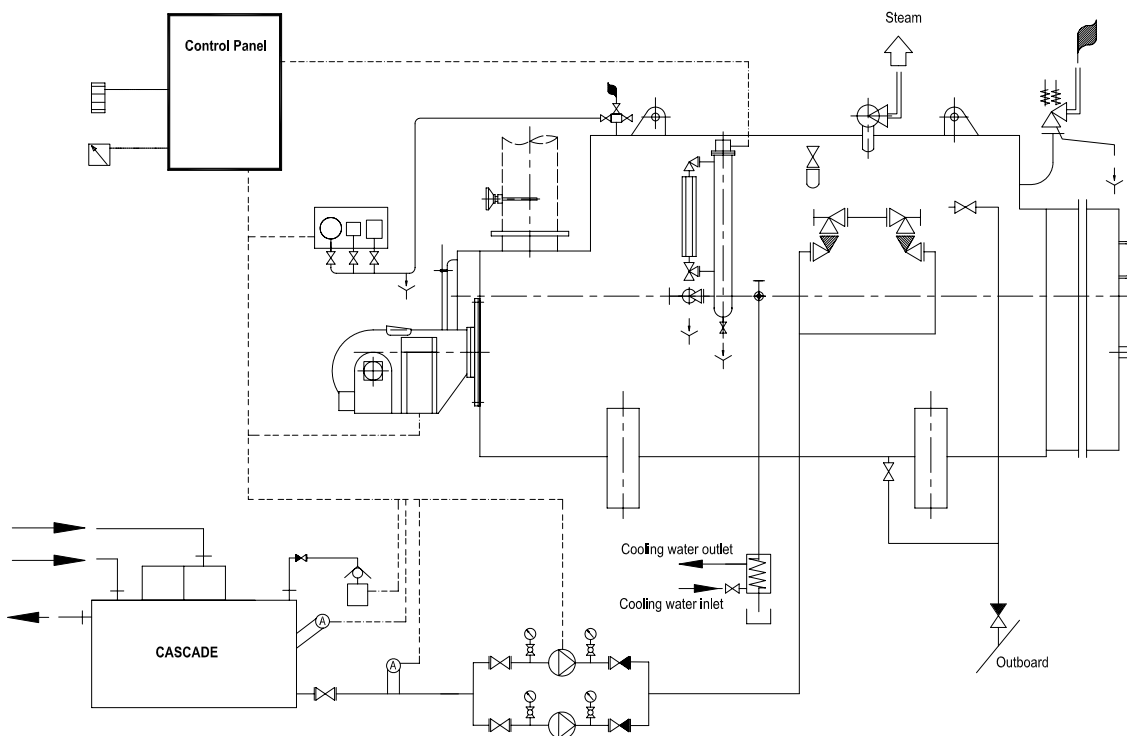 Steam
Control Panel
Cooling water outlet
Cooling water inlet
A
CASCADE
A
Outboard